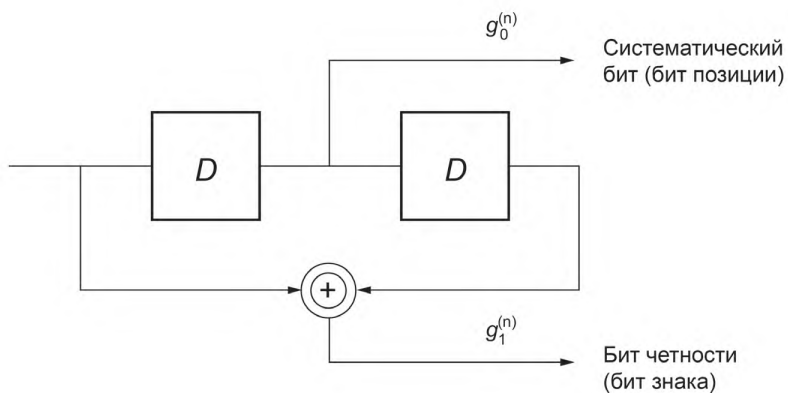 g₀⁽ⁿ⁾
Систематический
бит (бит позиции)
D
D
+
g₁⁽ⁿ⁾
Бит четности
(бит знака)